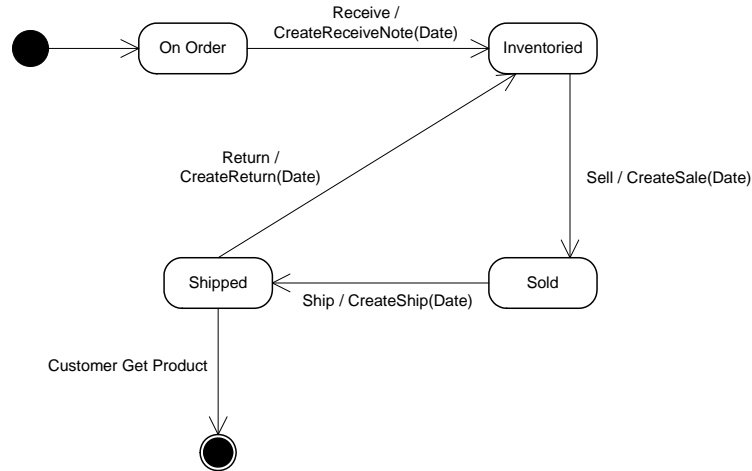 Receive /
CreateReceiveNote(Date)
On Order
Inventoried
Return /
CreateReturn(Date)
Sell / CreateSale(Date)
Shipped
Sold
Ship / CreateShip(Date)
Customer Get Product